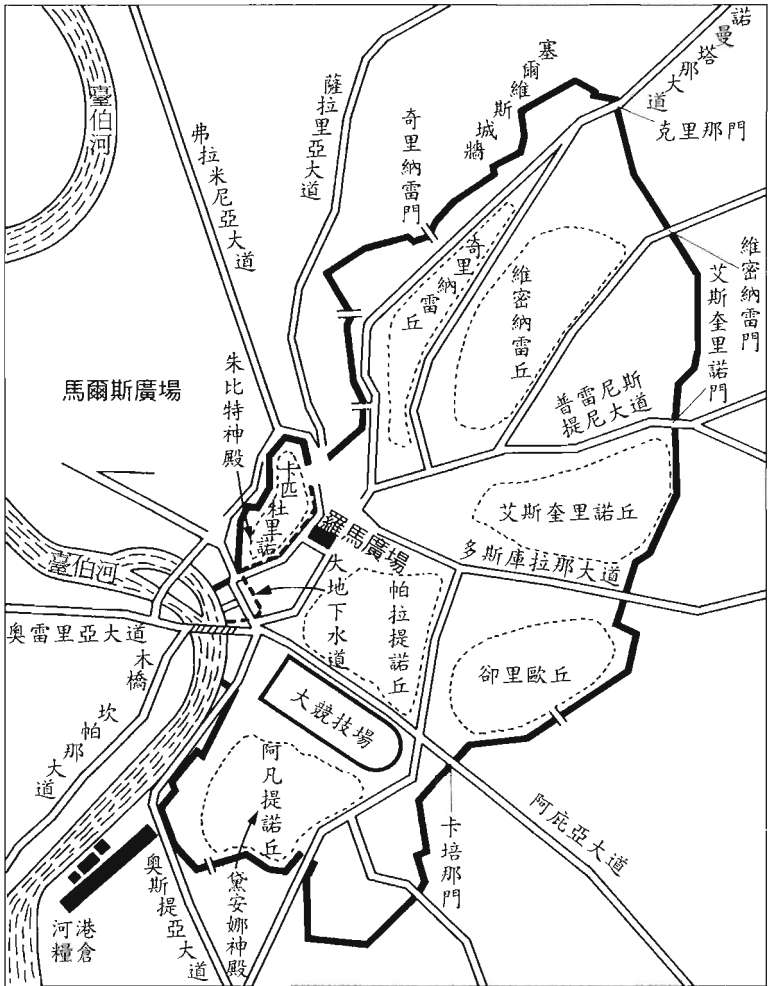 諾曼塔那大道
塞爾維斯城牆
克里那門
臺伯河
弗拉米尼亞大道
薩拉里亞大道
奇里納雷門
奇里納雷丘
維密納雷丘
維密納雷門
艾斯奎里諾門
馬爾斯廣場
朱比特神殿
普雷尼斯
提尼大道
卡匹杜里諾
艾斯奎里諾丘
羅馬廣場
多斯庫拉那大道
臺伯河
大地下水道
帕拉提諾丘
奧雷里亞大道
木橋
卻里歐丘
大競技場
坎帕那大道
阿凡提諾丘
阿庇亞大道
卡培那門
奧斯提亞大道
黛安娜神殿
河港
糧倉